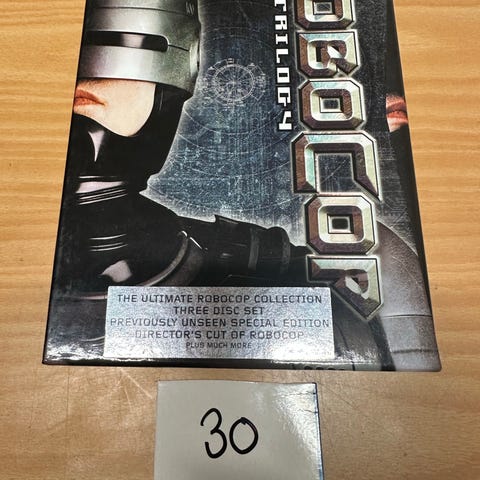 ROBOCOP
TRILOGY
THE ULTIMATE ROBOCOP COLLECTION
THREE DISC SET
PREVIOUSLY UNSEEN SPECIAL EDITION
DIRECTOR'S CUT OF ROBOCOP
PLUS MUCH MORE
30